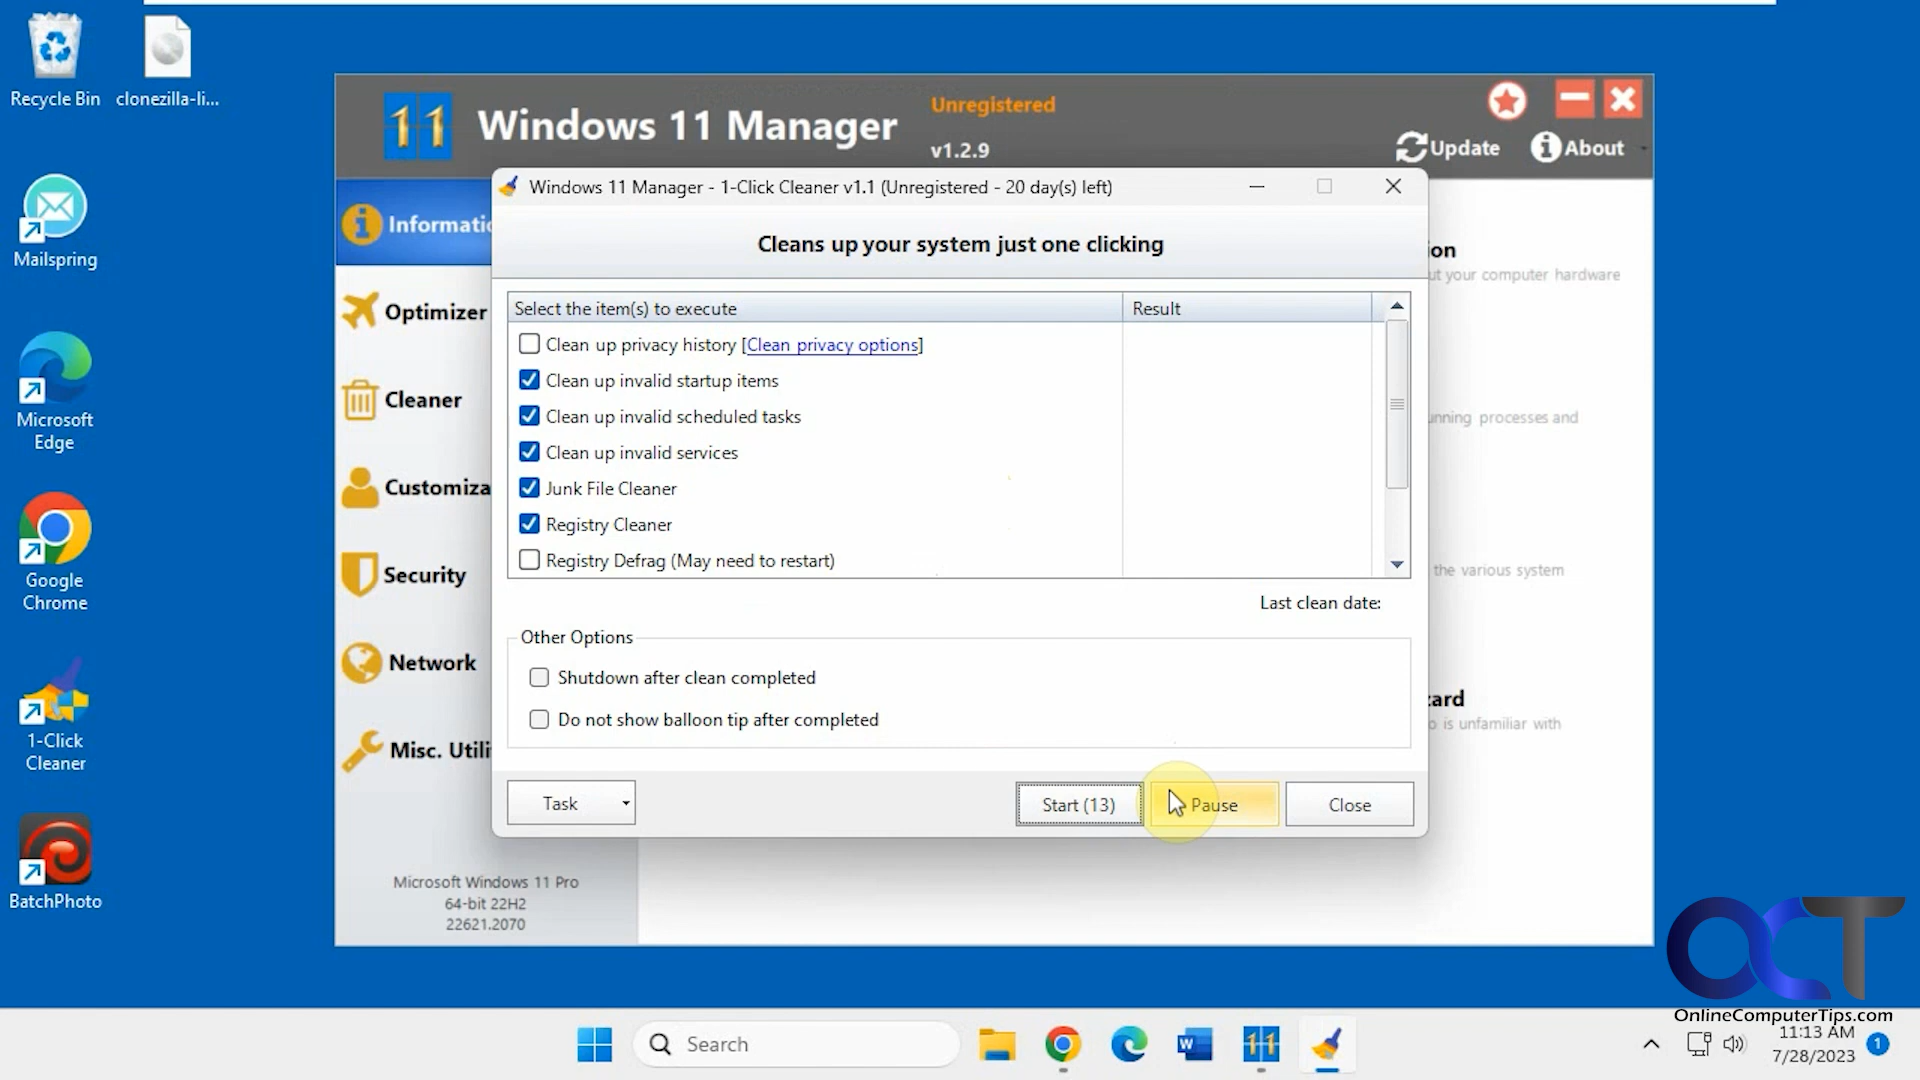 Recycle Bin
clonezilla-li...
Mailspring
Microsoft
Edge
Google
Chrome
1-Click
Cleaner
BatchPhoto
11
Windows 11 Manager
Unregistered
v1.2.9
Update
About
Informatio
Optimizer
Cleaner
Customiza
Security
Network
Misc. Utili
Microsoft Windows 11 Pro
64-bit 22H2
22621.2070
Windows 11 Manager - 1-Click Cleaner v1.1 (Unregistered - 20 day(s) left)
Cleans up your system just one clicking
Select the item(s) to execute
Result
Clean up privacy history [Clean privacy options]
Clean up invalid startup items
Clean up invalid scheduled tasks
Clean up invalid services
Junk File Cleaner
Registry Cleaner
Registry Defrag (May need to restart)
Last clean date:
Other Options
Shutdown after clean completed
Do not show balloon tip after completed
Task
Start (13)
Pause
Close
on
ut your computer hardware
unning processes and
the various system
ard
o is unfamiliar with
OCT
OnlineComputerTips.com
Search
W
11
11:13 AM
7/28/2023
1